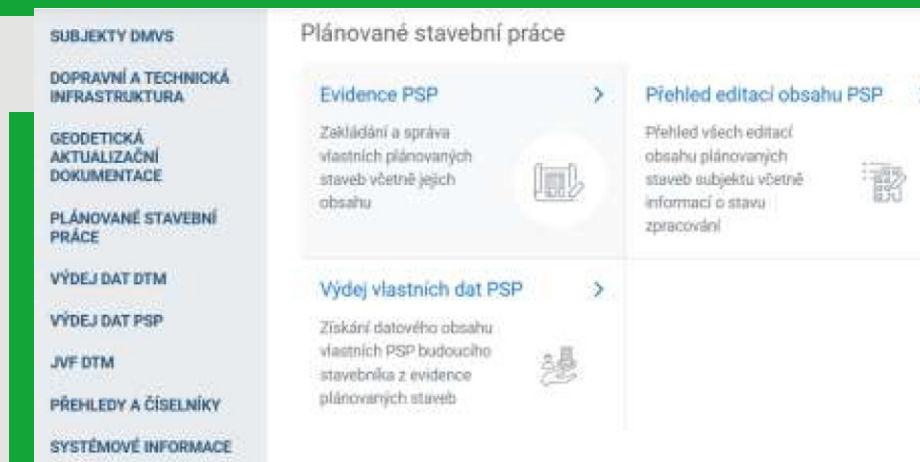 SUBJEKTY DMVS
DOPRAVNÍ A TECHNICKÁ
INFRASTRUKTURA
GEODETICKÁ
AKTUALIZAČNÍ
DOKUMENTACE
PLÁNOVANÉ STAVEBNÍ
PRÁCE
VÝDEJ DAT DTM
VÝDEJ DAT PSP
JVF DTM
PŘEHLEDY A ČÍSELNÍKY
SYSTÉMOVÉ INFORMACE
Plánované stavební práce
Evidence PSP
Zakládání a správa
vlastních plánovaných
staveb včetně jejich
obsahu
Přehled editací obsahu PSP
Přehled všech editací
obsahu plánovaných
staveb subjektu včetně
informací o stavu
zpracování
Výdej vlastních dat PSP
Získání datového obsahu
vlastních PSP budoucího
stavebníka z evidence
plánovaných staveb